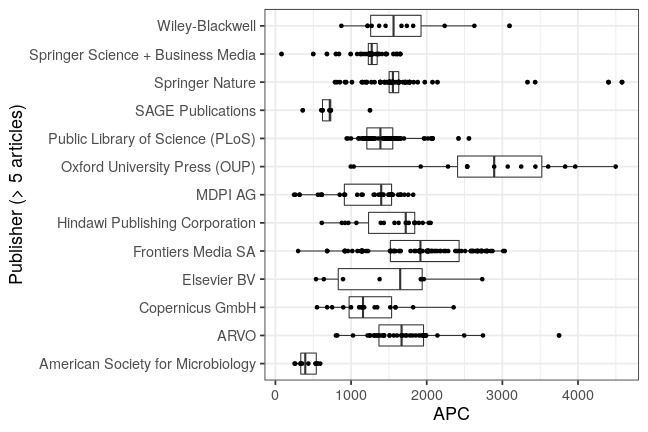 Publisher (> 5 articles)
Wiley-Blackwell
Springer Science + Business Media
Springer Nature
SAGE Publications
Public Library of Science (PLoS)
Oxford University Press (OUP)
MDPI AG
Hindawi Publishing Corporation
Frontiers Media SA
Elsevier BV
Copernicus GmbH
ARVO
American Society for Microbiology
0 1000 2000 3000 4000
APC